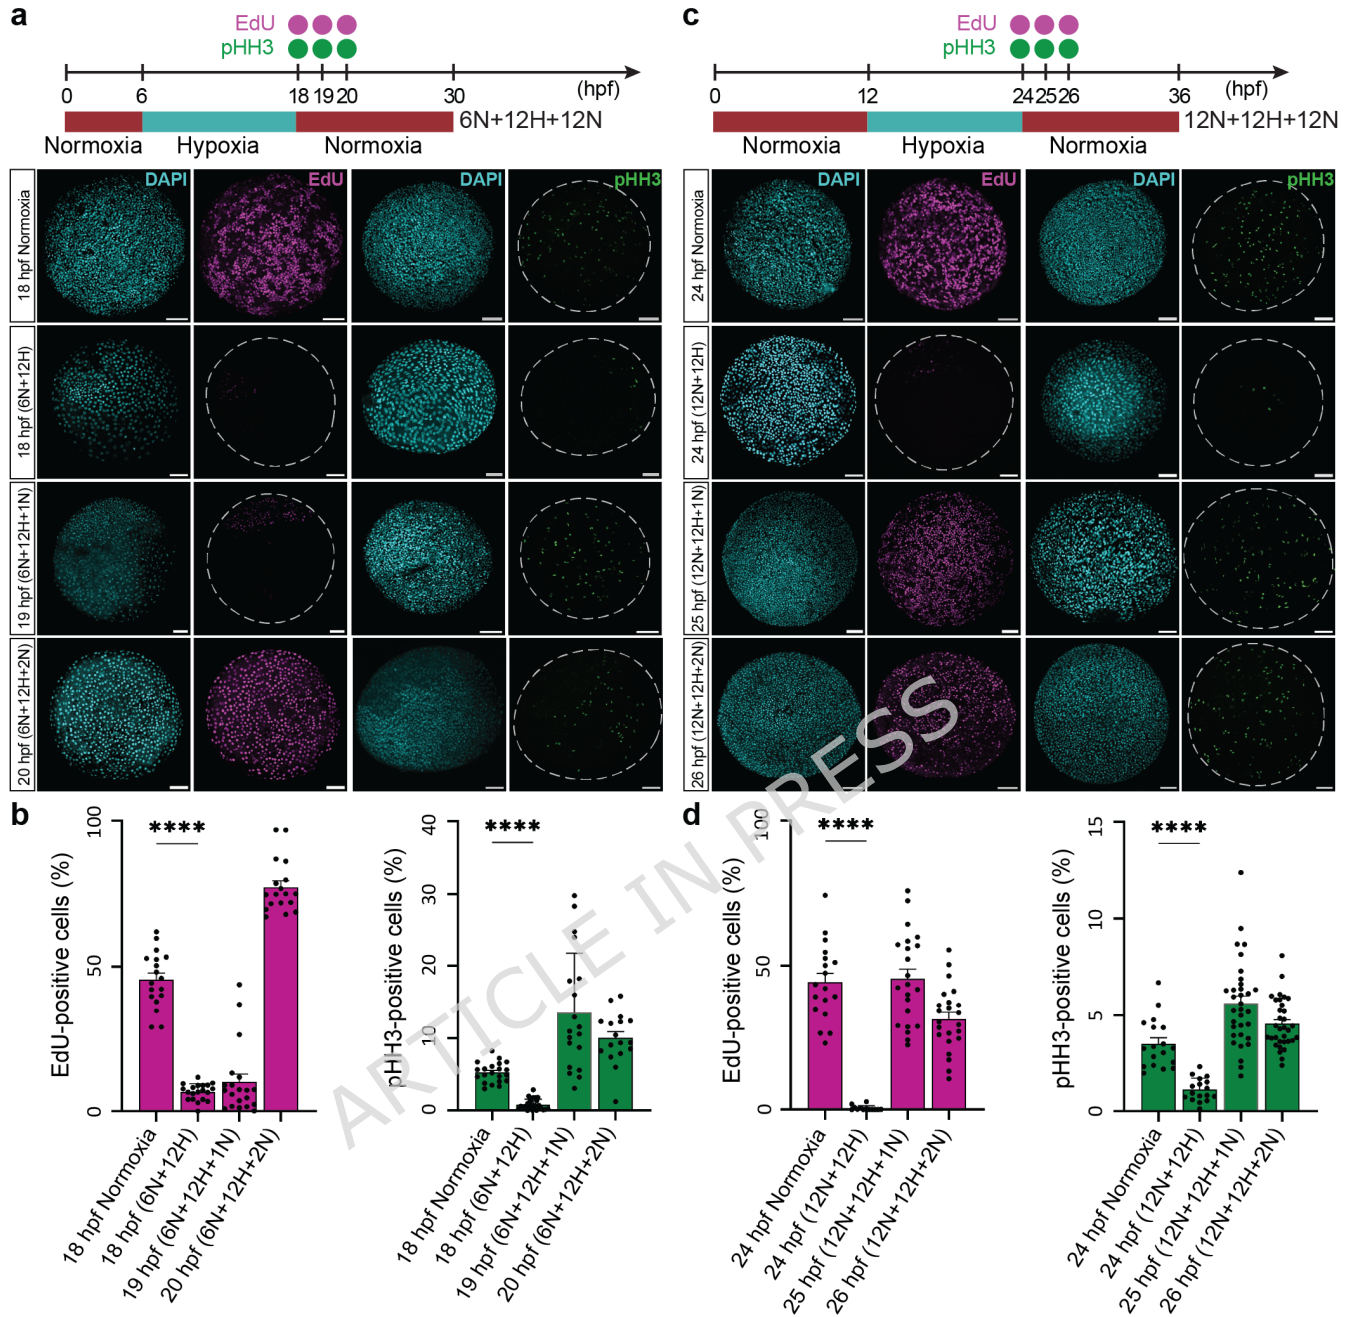 a
EdU
pHH3
0 6 18 19 20 30 (hpf)
6N+12H+12N
Normoxia Hypoxia Normoxia
DAPI EdU DAPI pHH3
18 hpf Normoxia
18 hpf (6N+12H)
19 hpf (6N+12H+1N)
20 hpf (6N+12H+2N)
c
EdU
pHH3
0 12 24 25 26 36 (hpf)
12N+12H+12N
Normoxia Hypoxia Normoxia
DAPI EdU DAPI pHH3
24 hpf Normoxia
24 hpf (12N+12H)
25 hpf (12N+12H+1N)
26 hpf (12N+12H+2N)
b
EdU-positive cells (%)
100
50
0
****
18 hpf Normoxia
18 hpf (6N+12H)
19 hpf (6N+12H+1N)
20 hpf (6N+12H+2N)
pHH3-positive cells (%)
40
30
20
10
0
****
18 hpf Normoxia
18 hpf (6N+12H)
19 hpf (6N+12H+1N)
20 hpf (6N+12H+2N)
d
EdU-positive cells (%)
100
50
0
****
24 hpf Normoxia
24 hpf (12N+12H)
25 hpf (12N+12H+1N)
26 hpf (12N+12H+2N)
pHH3-positive cells (%)
15
10
5
0
****
24 hpf Normoxia
24 hpf (12N+12H)
25 hpf (12N+12H+1N)
26 hpf (12N+12H+2N)
ARTICLE IN PRESS